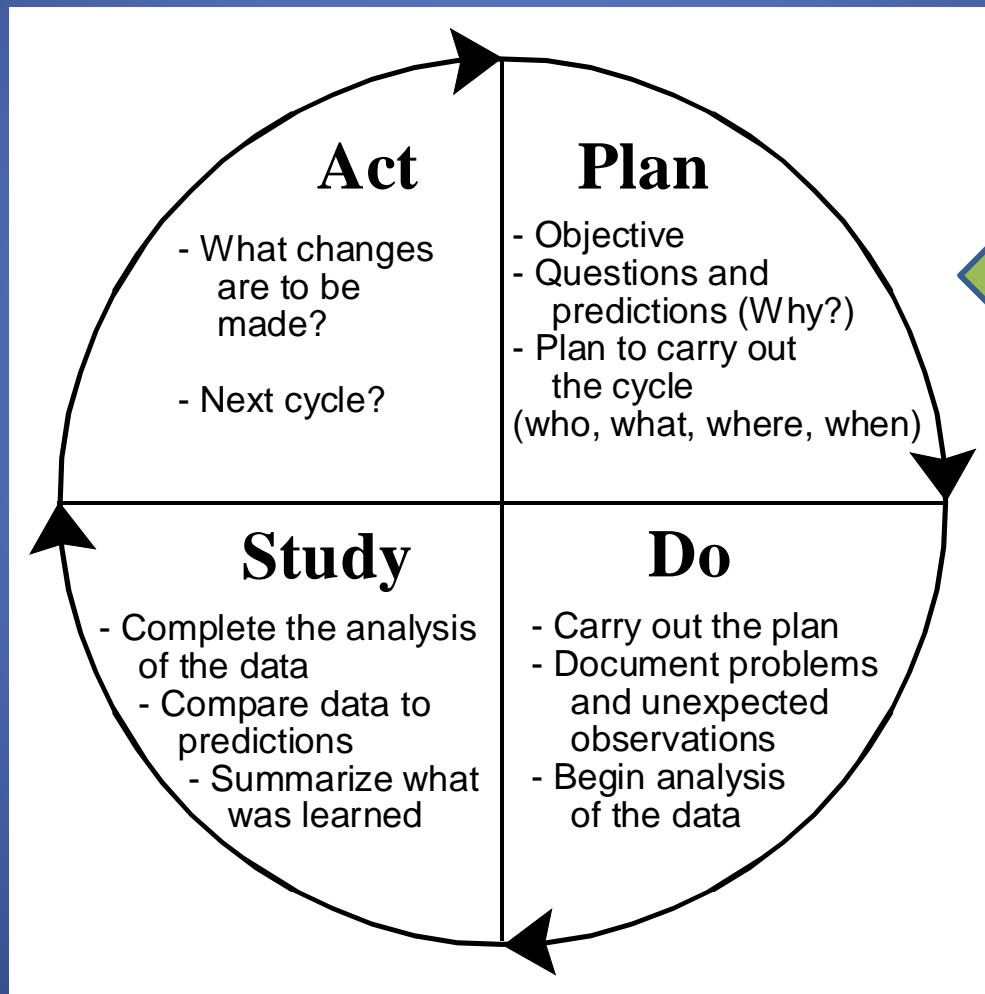 Act
- What changes
are to be
made?
- Next cycle?
Plan
- Objective
- Questions and
predictions (Why?)
- Plan to carry out
the cycle
(who, what, where, when)
Study
- Complete the analysis
of the data
- Compare data to
predictions
- Summarize what
was learned
Do
- Carry out the plan
- Document problems
and unexpected
observations
- Begin analysis
of the data